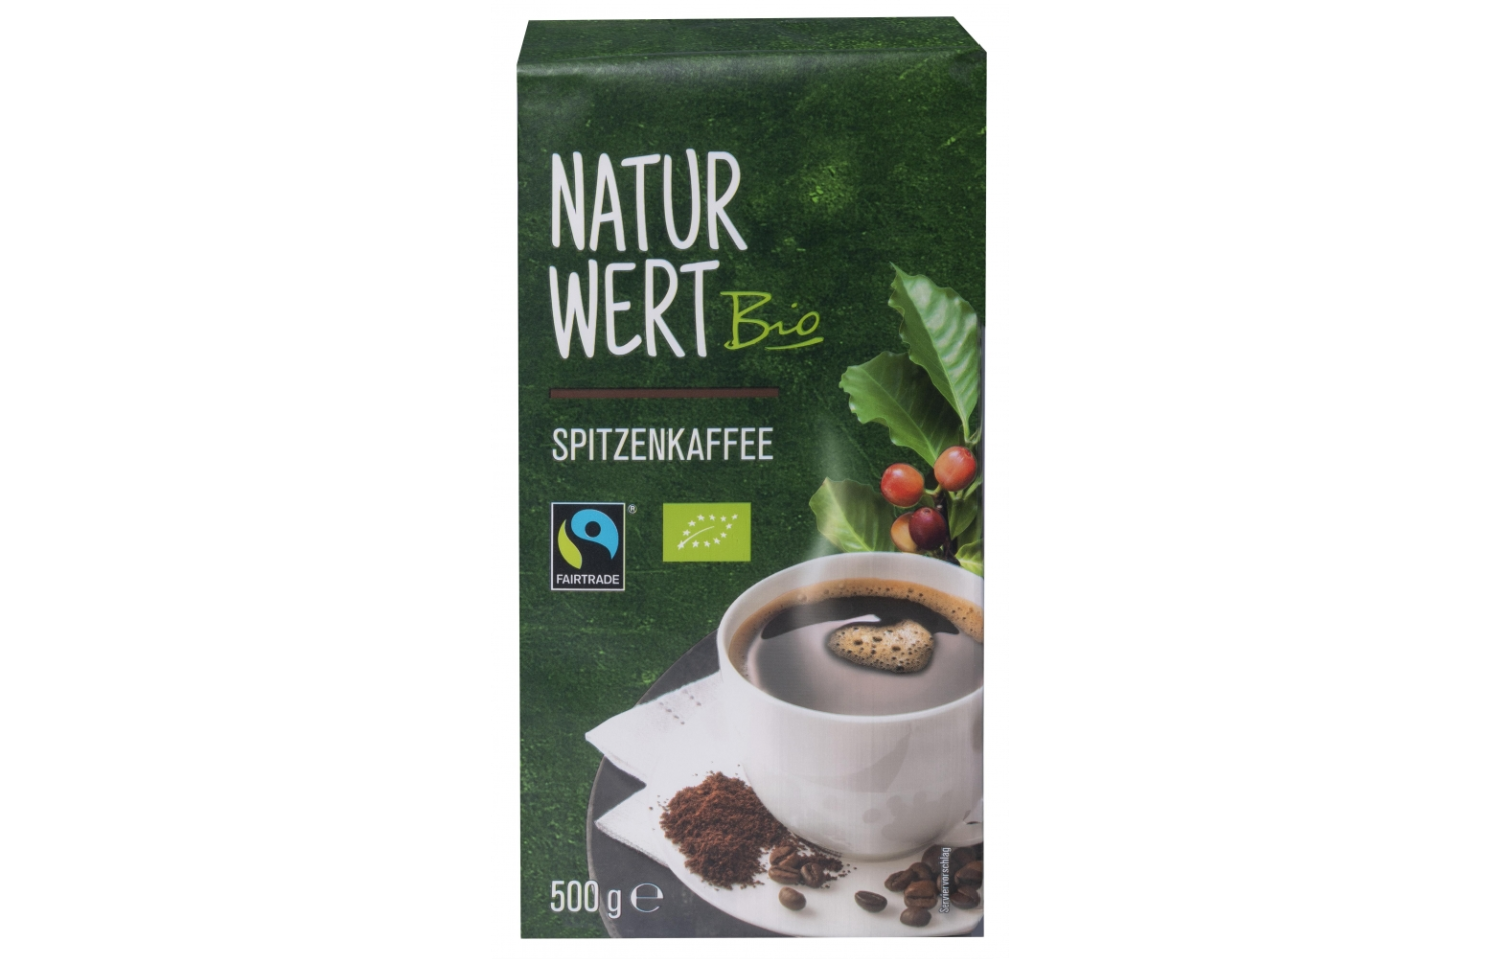 NATUR
WERT Bio
SPITZENKAFFEE
®
FAIRTRADE
500 g ℮
Serviervorschlag